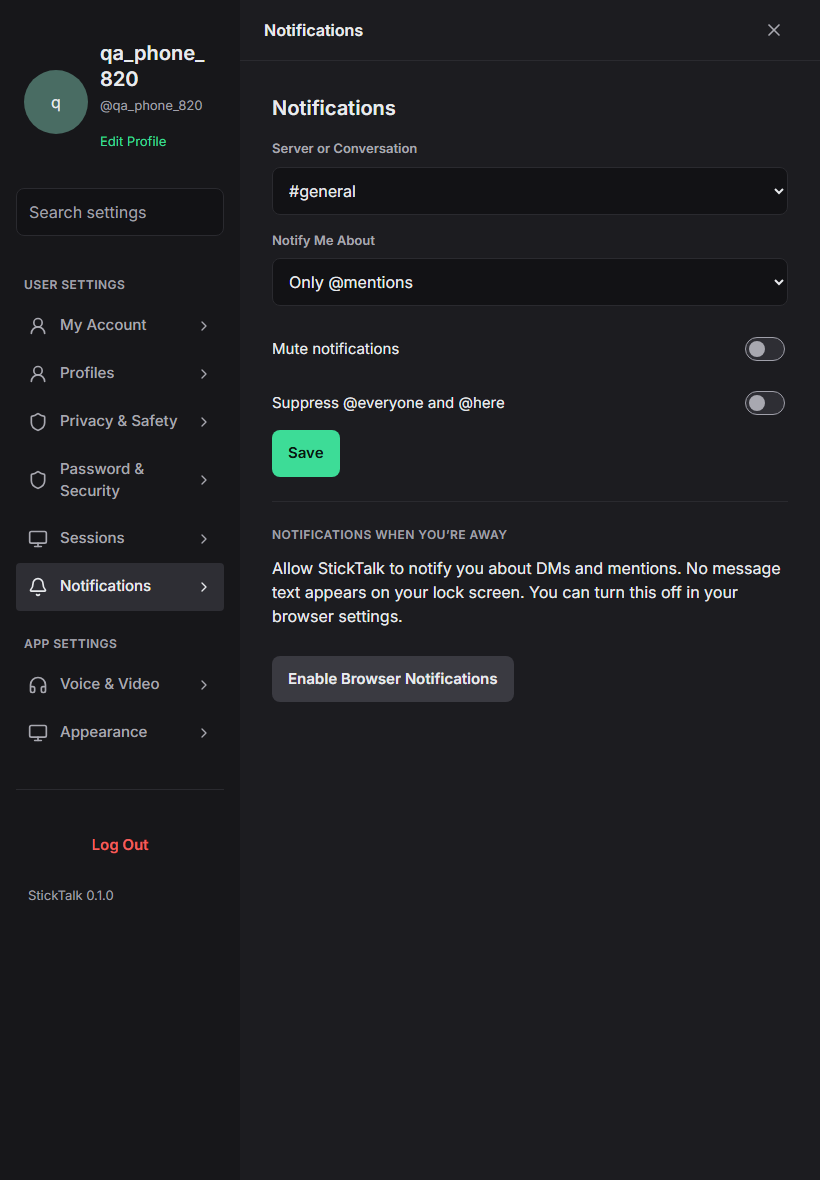 qa_phone_
820
@qa_phone_820
Edit Profile
q
Search settings
USER SETTINGS
My Account
Profiles
Privacy & Safety
Password &
Security
Sessions
Notifications
APP SETTINGS
Voice & Video
Appearance
Log Out
StickTalk 0.1.0
Notifications
Notifications
Server or Conversation
#general
Notify Me About
Only @mentions
Mute notifications
Suppress @everyone and @here
Save
NOTIFICATIONS WHEN YOU’RE AWAY
Allow StickTalk to notify you about DMs and mentions. No message
text appears on your lock screen. You can turn this off in your
browser settings.
Enable Browser Notifications